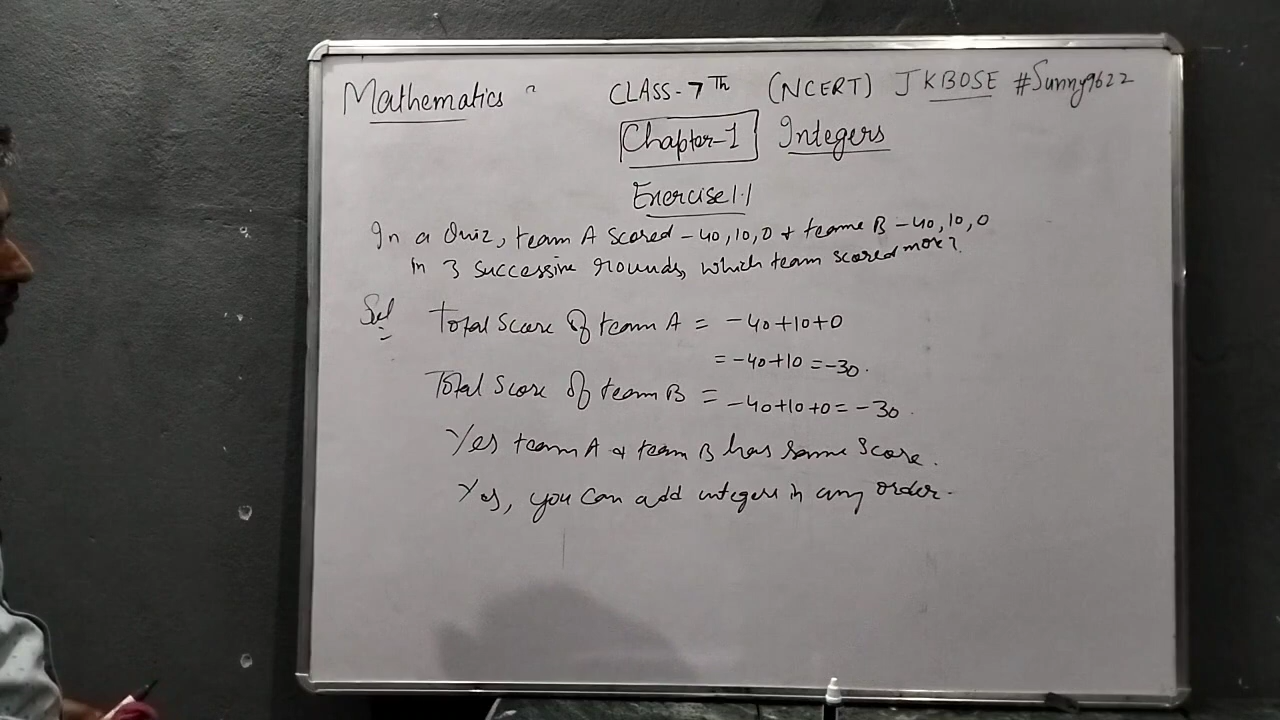 Mathematics CLASS-7Th (NCERT) JKBOSE #Sunny9622
Chapter-1 Integers
Exercise 1.1
In a Quiz, team A scored -40,10,0 & teame B -40,10,0
in 3 successive rounds, which team scored more?
Sol Total Score of team A = -40+10+0
= -40+10 = -30.
Total Score of team B = -40+10+0 = -30.
Yes team A & team B has same Score.
Yes, you can add integers in any order.